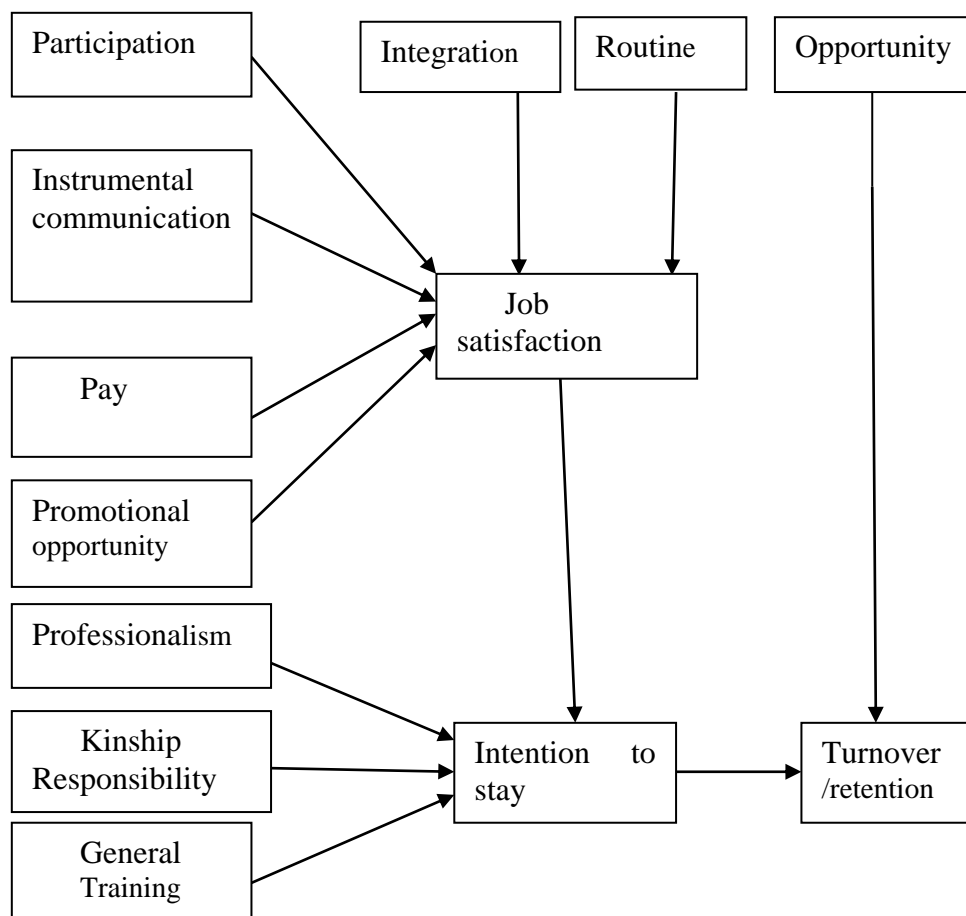 Participation
Integration
Routine
Opportunity
Instrumental
communication
Job
satisfaction
Pay
Promotional
opportunity
Professionalism
Kinship
Responsibility
Intention to
stay
Turnover
/retention
General
Training